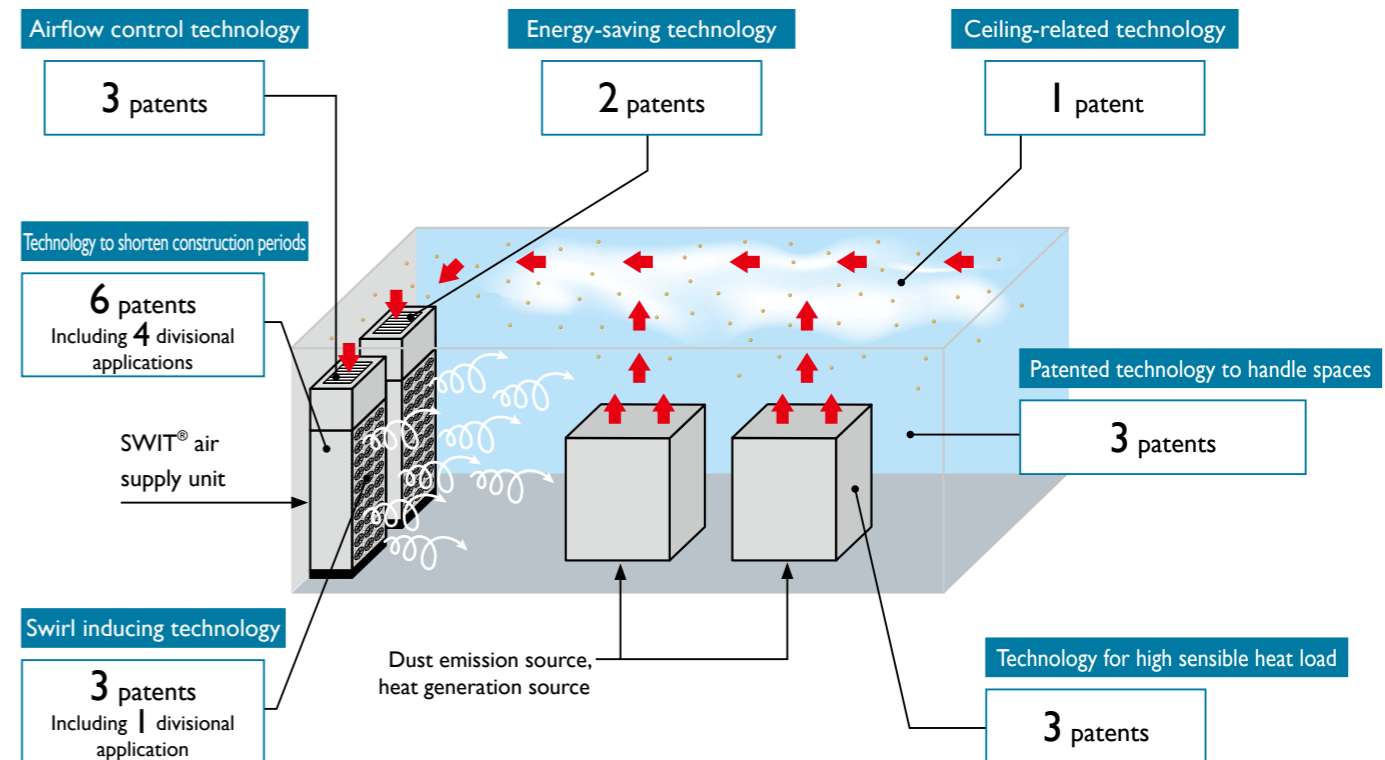 Airflow control technology
3 patents
Energy-saving technology
2 patents
Ceiling-related technology
1 patent
Technology to shorten construction periods
6 patents
Including 4 divisional
applications
Patented technology to handle spaces
3 patents
SWIT® air
supply unit
Swirl inducing technology
3 patents
Including 1 divisional
application
Dust emission source,
heat generation source
Technology for high sensible heat load
3 patents